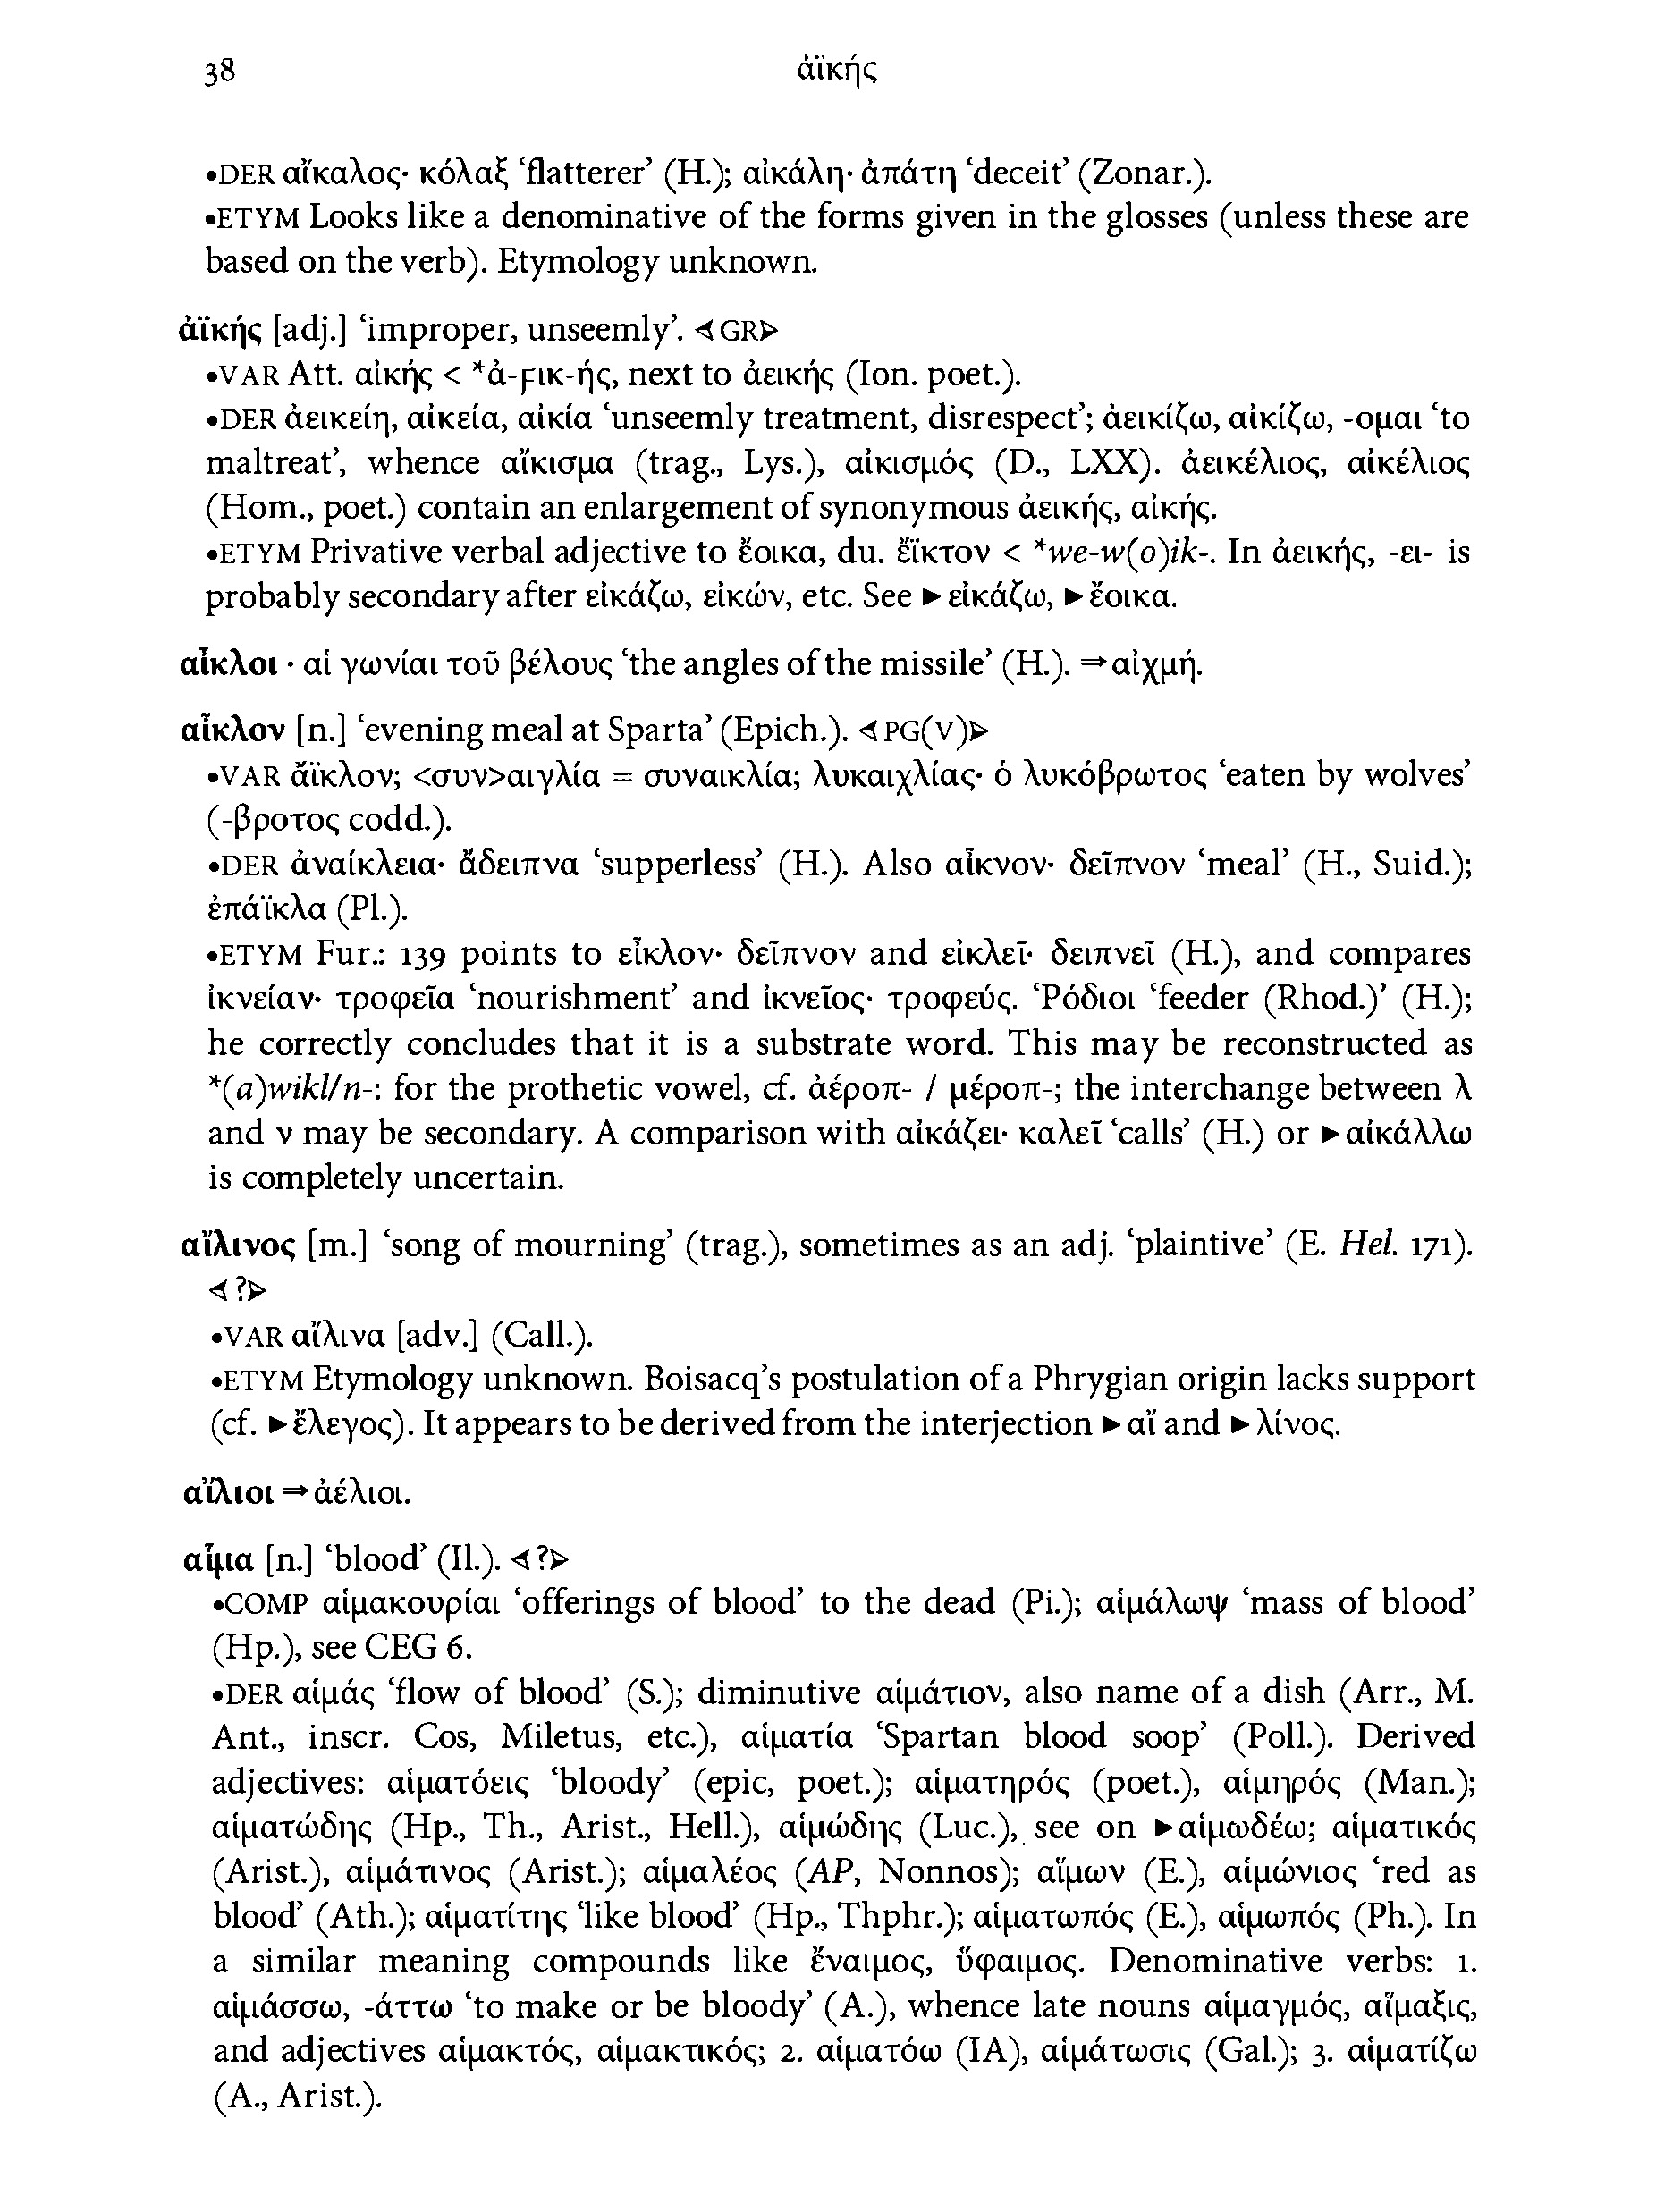 38
ἀϊκής
•DER αἴκαλος· κόλαξ ‘flatterer’ (H.); αἰκάλη· ἀπάτη ‘deceit’ (Zonar.).
•ETYM Looks like a denominative of the forms given in the glosses (unless these are
based on the verb). Etymology unknown.
ἀϊκής [adj.] ‘improper, unseemly’. ⊲GR⊳
•VAR Att. αἰκής < *ἀ-ϝικ-ής, next to ἀεικής (Ion. poet.).
•DER ἀεικείη, αἰκεία, αἰκία ‘unseemly treatment, disrespect’; ἀεικίζω, αἰκίζω, -ομαι ‘to
maltreat’, whence αἴκισμα (trag., Lys.), αἰκισμός (D., LXX). ἀεικέλιος, αἰκέλιος
(Hom., poet.) contain an enlargement of synonymous ἀεικής, αἰκής.
•ETYM Privative verbal adjective to ἔοικα, du. ἔϊκτον < *we-w(o)ik-. In ἀεικής, -ει- is
probably secondary after εἰκάζω, εἰκών, etc. See ►εἰκάζω, ►ἔοικα.
αἶκλοι · αἱ γωνίαι τοῦ βέλους ‘the angles of the missile’ (H.). ⇒αἰχμή.
αἶκλον [n.] ‘evening meal at Sparta’ (Epich.). ⊲PG(V)⊳
•VAR ἄϊκλον; <συν>αιγλία = συναικλία; λυκαιχλίας· ὁ λυκόβρωτος ‘eaten by wolves’
(-βροτος codd.).
•DER ἀναίκλεια· ἄδειπνα ‘supperless’ (H.). Also αἶκνον· δεῖπνον ‘meal’ (H., Suid.);
ἐπάϊκλα (Pl.).
•ETYM Fur.: 139 points to εἶκλον· δεῖπνον and εἰκλεῖ· δειπνεῖ (H.), and compares
ἰκνείαν· τροφεῖα ‘nourishment’ and ἰκνεῖος· τροφεύς. Ῥόδιοι ‘feeder (Rhod.)’ (H.);
he correctly concludes that it is a substrate word. This may be reconstructed as
*(a)wikl/n-: for the prothetic vowel, cf. ἀέροπ- / μέροπ-; the interchange between λ
and ν may be secondary. A comparison with αἰκάζει· καλεῖ ‘calls’ (H.) or ►αἰκάλλω
is completely uncertain.
αἴλινος [m.] ‘song of mourning’ (trag.), sometimes as an adj. ‘plaintive’ (E. Hel. 171).
⊲?⊳
•VAR αἴλινα [adv.] (Call.).
•ETYM Etymology unknown. Boisacq’s postulation of a Phrygian origin lacks support
(cf. ►ἔλεγος). It appears to be derived from the interjection ►αἴ and ►λίνος.
αἴλιοι ⇒ἀέλιοι.
αἷμα [n.] ‘blood’ (Il.). ⊲?⊳
•COMP αἱμακουρίαι ‘offerings of blood’ to the dead (Pi.); αἱμάλωψ ‘mass of blood’
(Hp.), see CEG 6.
•DER αἱμάς ‘flow of blood’ (S.); diminutive αἱμάτιον, also name of a dish (Arr., M.
Ant., inscr. Cos, Miletus, etc.), αἱματία ‘Spartan blood soop’ (Poll.). Derived
adjectives: αἱματόεις ‘bloody’ (epic, poet.); αἱματηρός (poet.), αἱμηρός (Man.);
αἱματώδης (Hp., Th., Arist., Hell.), αἱμώδης (Luc.), see on ►αἱμωδέω; αἱματικός
(Arist.), αἱμάτινος (Arist.); αἱμαλέος (AP, Nonnos); αἵμων (E.), αἱμώνιος ‘red as
blood’ (Ath.); αἱματίτης ‘like blood’ (Hp., Thphr.); αἱματωπός (E.), αἱμωπός (Ph.). In
a similar meaning compounds like ἔναιμος, ὕφαιμος. Denominative verbs: 1.
αἱμάσσω, -άττω ‘to make or be bloody’ (A.), whence late nouns αἱμαγμός, αἵμαξις,
and adjectives αἱμακτός, αἱμακτικός; 2. αἱματόω (IA), αἱμάτωσις (Gal.); 3. αἱματίζω
(A., Arist.).